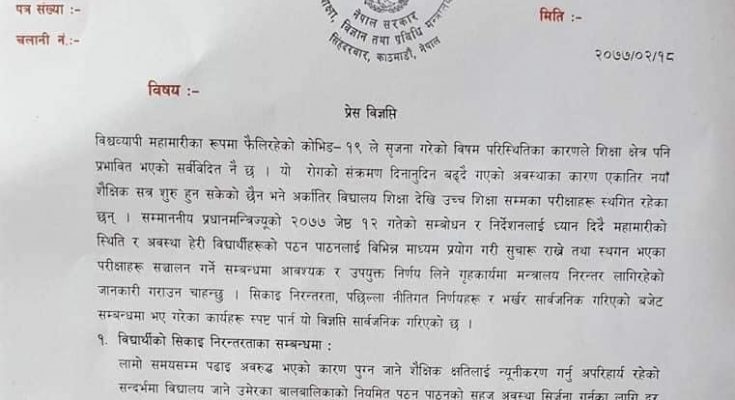 पत्र संख्या :-
चलानी नं.:-
नेपाल सरकार
विज्ञान तथा प्रविधि
सिंहदरबार, काठमाडौं, नेपाल
मिति :-
२०७७/०२/१८
विषय :-
प्रेस विज्ञप्ति
विश्वव्यापी महामारीका रूपमा फैलिरहेको कोभिड- १९ ले सृजना गरेको विषम परिस्थितिका कारणले शिक्षा क्षेत्र पनि
प्रभावित भएको सर्वविदितै नै छ । यो रोगको संक्रमण दिनानुदिन बढ्दै गएको अवस्थाका कारण एकातिर नयाँ
शैक्षिक सत्र शुरु हुन सकेको छैन भने अर्कातिर विद्यालय शिक्षा देखि उच्च शिक्षा सम्मका परीक्षाहरू स्थगित रहेका
छन् । सम्माननीय प्रधानमन्त्रिज्यूको २०७७ जेष्ठ १२ गतेको सम्बोधन र निर्देशनलाई ध्यान दिदै महामारीको
स्थिति र अवस्था हेरी विद्यार्थीहरूको पठन पाठनलाई विभिन्न माध्यम प्रयोग गरी सुचारू राख्ने तथा स्थगन भएका
परीक्षाहरू सञ्चालन गर्ने सम्बन्धमा आवश्यक र उपयुक्त निर्णय लिने गृहकार्यमा मन्त्रालय निरन्तर लागिरहेको
जानकारी गराउन चाहन्छु । सिकाइ निरन्तरता, पछिल्ला नीतिगत निर्णयहरू र भर्खर सार्वजनिक गरिएको बजेट
सम्बन्धमा भए गरेका कार्यहरू स्पष्ट पार्न यो विज्ञप्ति सार्वजनिक गरिएको छ ।
१. विद्यार्थीको सिकाइ निरन्तरताका सम्बन्धमा :
लामो समयसम्म पढाइ अवरुद्ध भएको कारण पुग्न जाने शैक्षिक क्षतिलाई न्यूनीकरण गर्नु अपरिहार्य रहेको
सन्दर्भमा विद्यालय जाने उमेरका बालबालिकाको नियमित पठन पाठनको सहज अवस्था सिर्जना गर्नका लागि दूर